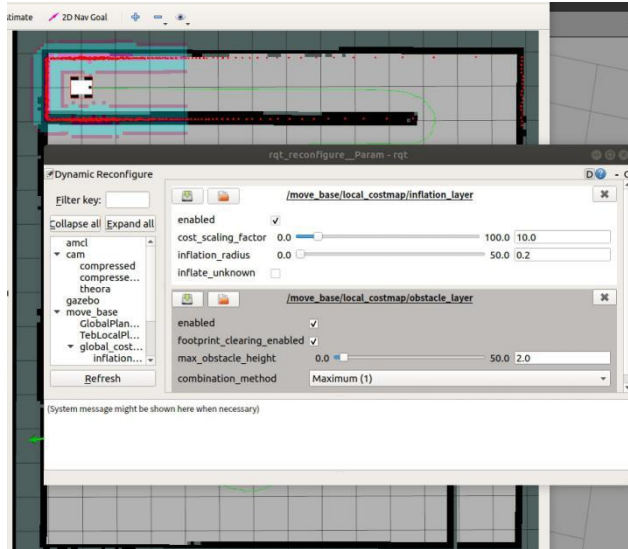 timate
2D Nav Goal
rqt_reconfigure__Param - rqt
Dynamic Reconfigure
D
Filter key:
Collapse all Expand all
amcl
cam
compressed
compresse...
theora
gazebo
move_base
GlobalPlan...
TebLocalPl...
global_cost...
inflation...
Refresh
/move_base/local_costmap/inflation_layer
enabled
cost_scaling_factor 0.0 100.0 10.0
inflation_radius 0.0 50.0 0.2
inflate_unknown
/move_base/local_costmap/obstacle_layer
enabled
footprint_clearing_enabled
max_obstacle_height 0.0 50.0 2.0
combination_method Maximum (1)
(System message might be shown here when necessary)